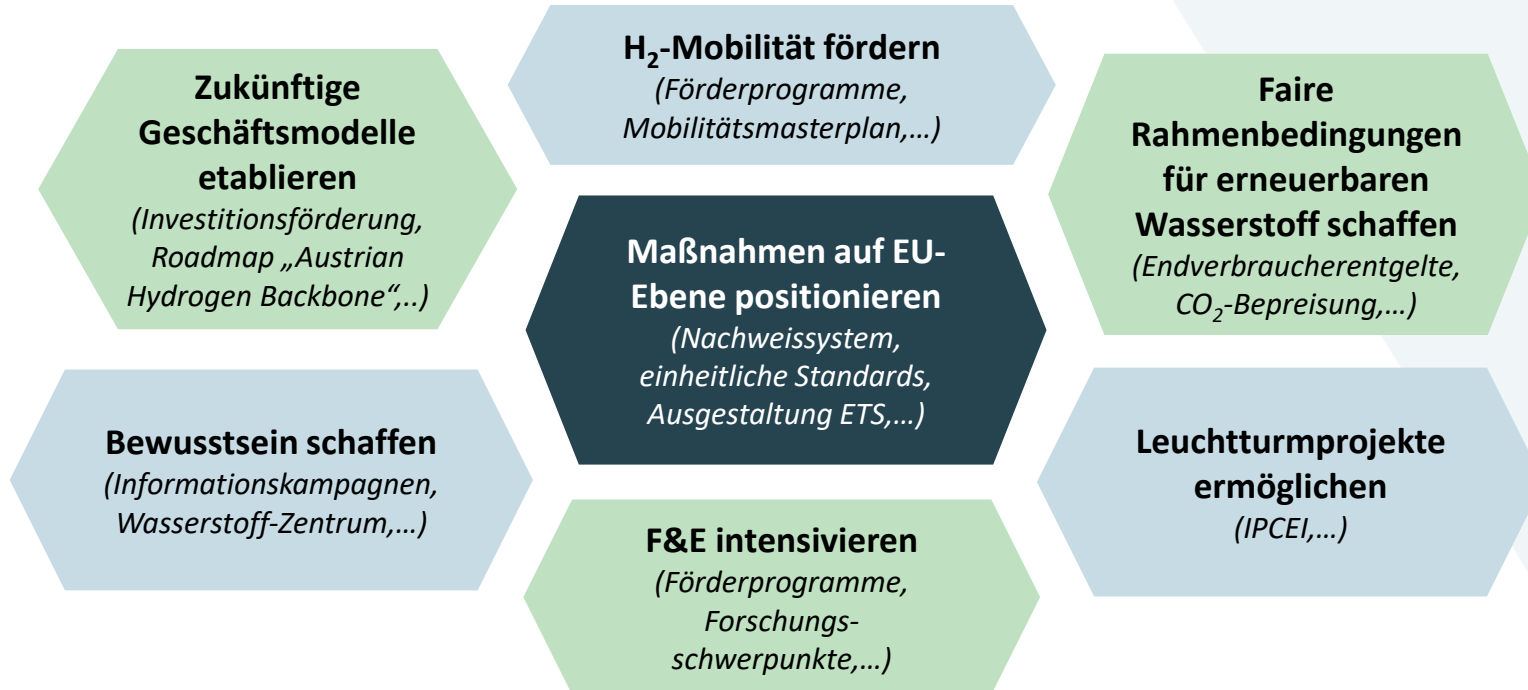 Zukünftige
Geschäftsmodelle
etablieren
(Investitionsförderung,
Roadmap „Austrian
Hydrogen Backbone“,..)
H₂-Mobilität fördern
(Förderprogramme,
Mobilitätsmasterplan,…)
Faire
Rahmenbedingungen
für erneuerbaren
Wasserstoff schaffen
(Endverbraucherentgelte,
CO₂-Bepreisung,…)
Maßnahmen auf EU-
Ebene positionieren
(Nachweissystem,
einheitliche Standards,
Ausgestaltung ETS,…)
Bewusstsein schaffen
(Informationskampagnen,
Wasserstoff-Zentrum,…)
F&E intensivieren
(Förderprogramme,
Forschungs-
schwerpunkte,…)
Leuchtturmprojekte
ermöglichen
(IPCEI,…)